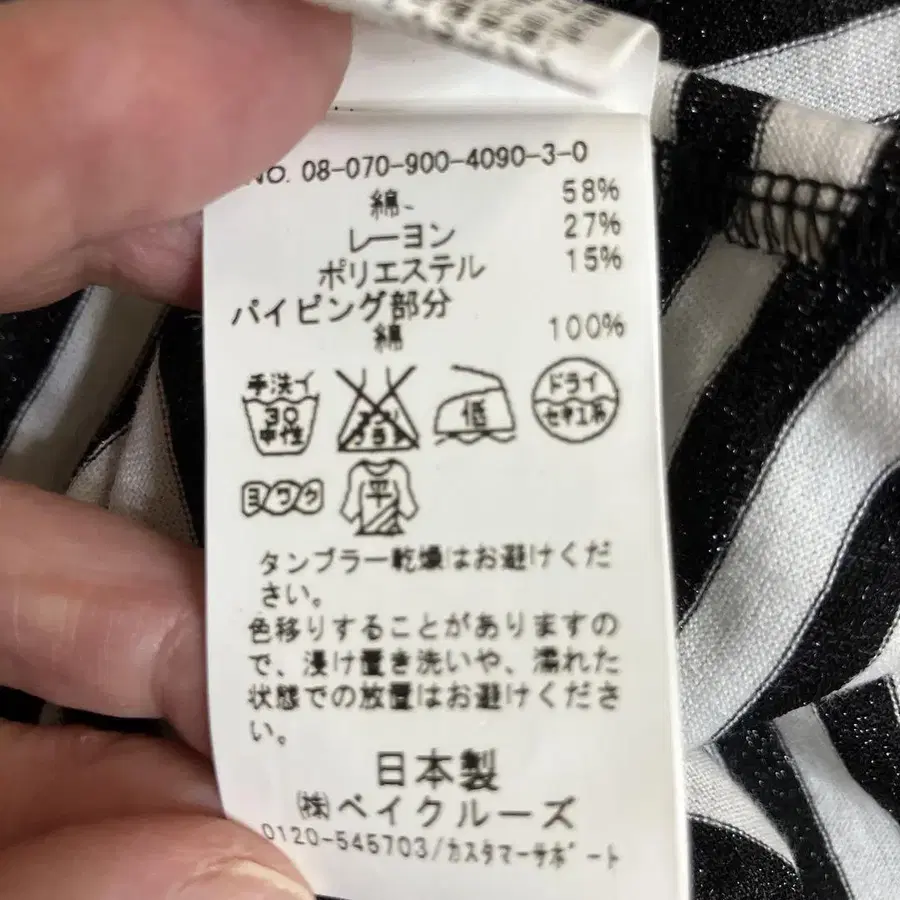 NO. 08-070-900-4090-3-0
綿 58%
レーヨン 27%
ポリエステル 15%
パイピング部分
綿 100%
手洗イ
30
中性
低
ドライ
セキユ系
ヨワク
平
タンブラー乾燥はお避けくだ
さい。
色移りすることがありますの
で、浸け置き洗いや、濡れた
状態での放置はお避けくださ
い。
日本製
㈱ベイクルーズ
0120-545703/カスタマーサポート